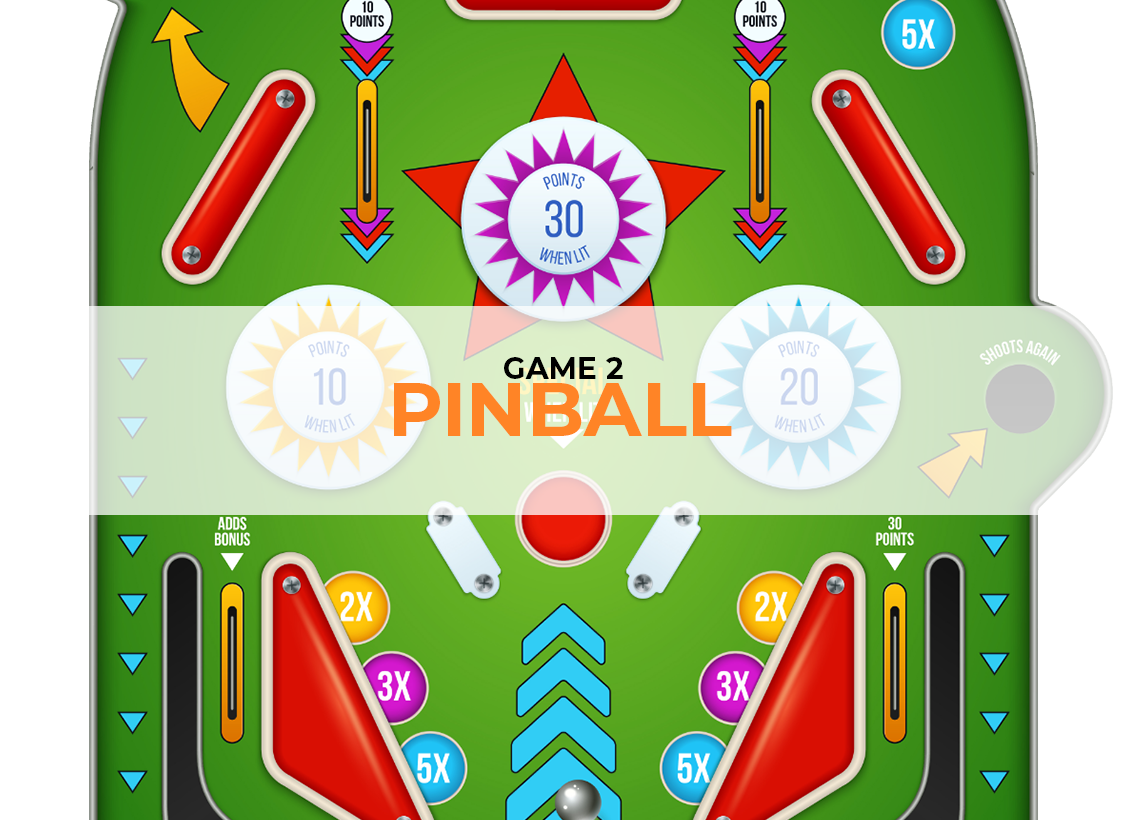 10
POINTS
10
POINTS
5X
POINTS
30
WHEN LIT
POINTS
10
WHEN LIT
GAME 2
PINBALL
POINTS
20
WHEN LIT
SHOOTS AGAIN
ADDS
BONUS
30
POINTS
2X
2X
3X
3X
5X
5X